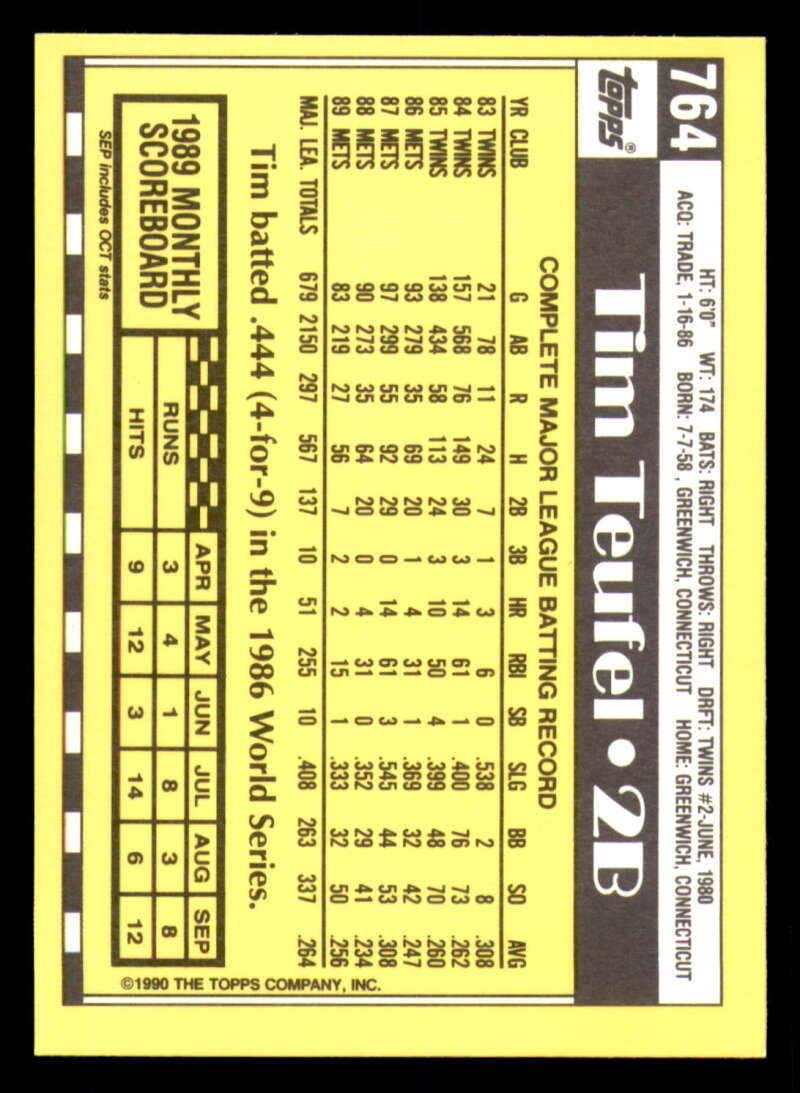 764
topps®
Tim Teufel • 2B
HT: 6'0" WT: 174 BATS: RIGHT THROWS: RIGHT DRFT: TWINS #2-JUNE, 1980
ACQ: TRADE, 1-16-86 BORN: 7-7-58 , GREENWICH, CONNECTICUT HOME: GREENWICH, CONNECTICUT
COMPLETE MAJOR LEAGUE BATTING RECORD
YR CLUB G AB R H 2B 3B HR RBI SB SLG BB SO AVG
83 TWINS 21 78 11 24 7 1 3 6 0 .538 2 8 .308
84 TWINS 157 568 76 149 30 3 14 61 1 .400 76 73 .262
85 TWINS 138 434 58 113 24 3 10 50 4 .399 48 70 .260
86 METS 93 279 35 69 20 1 4 31 1 .369 32 42 .247
87 METS 97 299 55 92 29 0 14 61 3 .545 44 53 .308
88 METS 90 273 35 64 20 0 4 31 0 .352 29 41 .234
89 METS 83 219 27 56 7 2 2 15 1 .333 32 50 .256
MAJ. LEA. TOTALS 679 2150 297 567 137 10 51 255 10 .408 263 337 .264
Tim batted .444 (4-for-9) in the 1986 World Series.
1989 MONTHLY
SCOREBOARD
APR MAY JUN JUL AUG SEP
RUNS 3 4 1 8 3 8
HITS 9 12 3 14 6 12
SEP includes OCT stats
©1990 THE TOPPS COMPANY, INC.